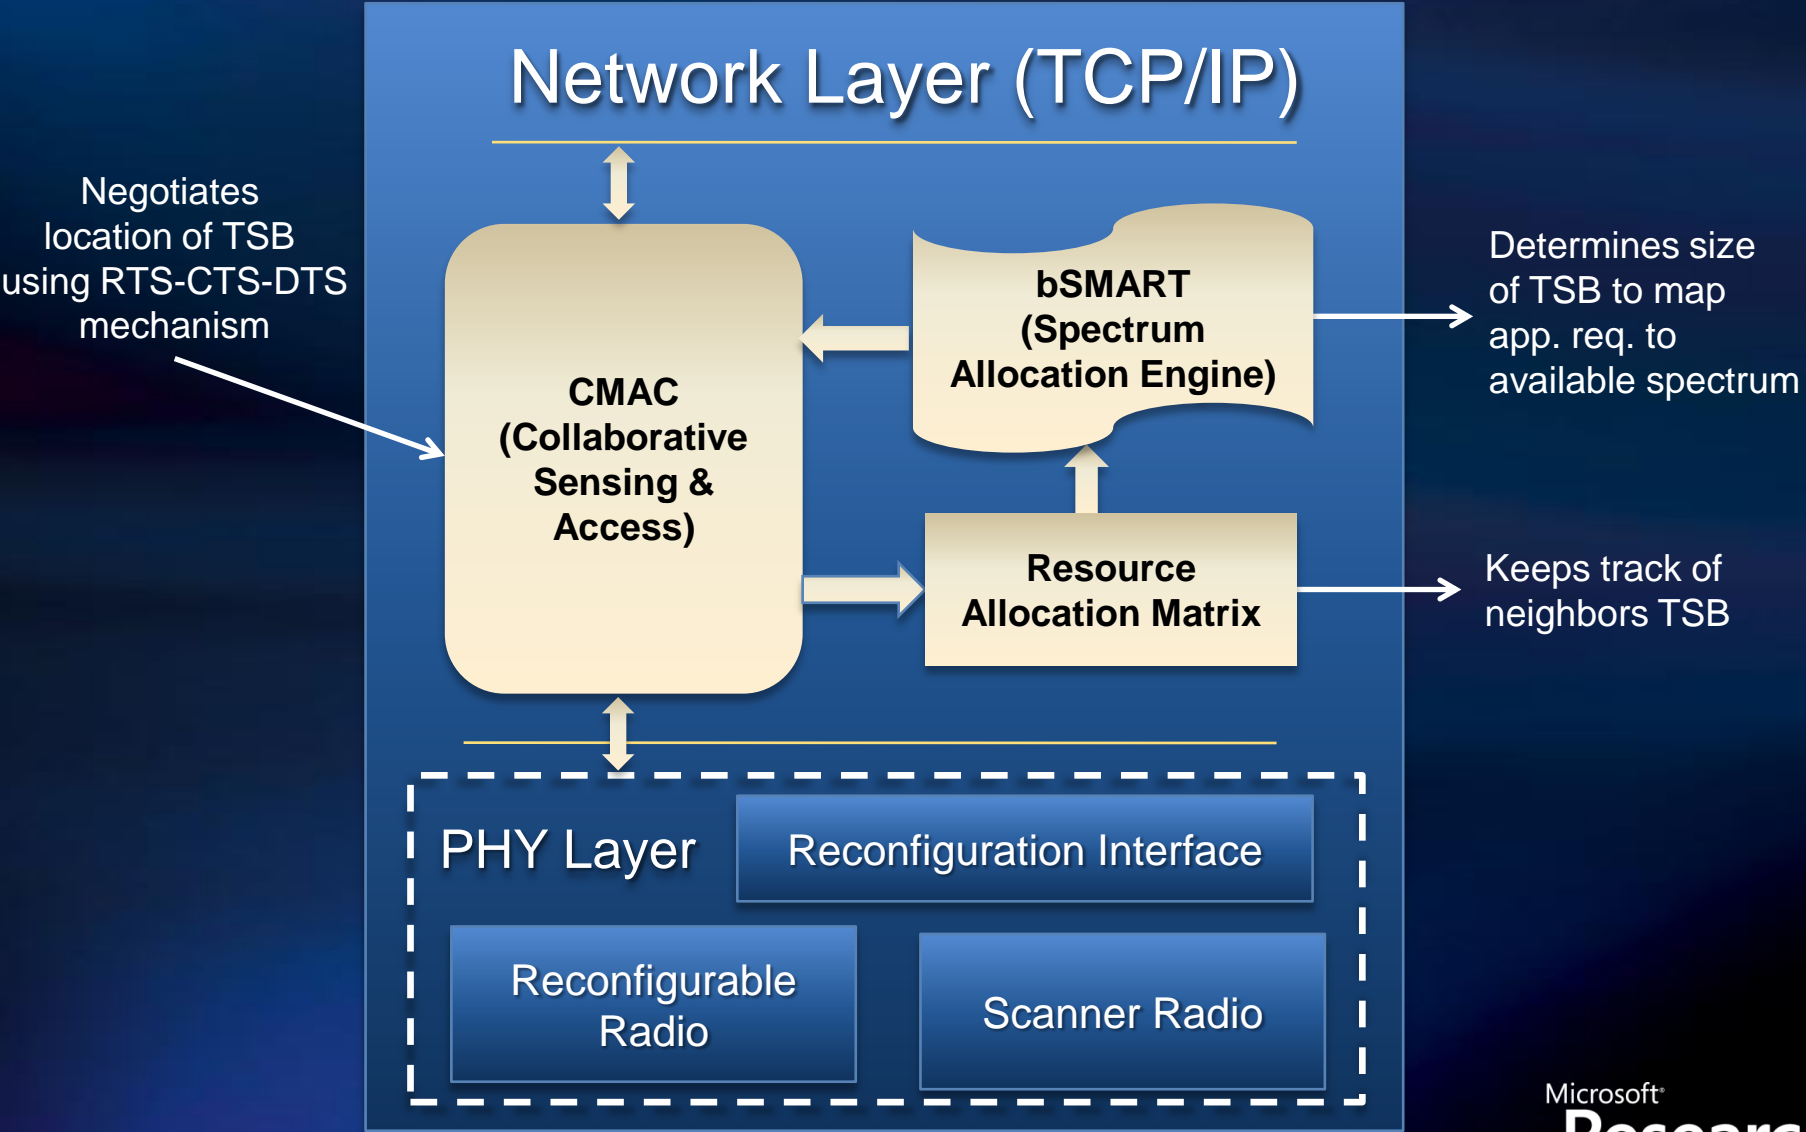 Network Layer (TCP/IP)
Negotiates
location of TSB
using RTS-CTS-DTS
mechanism
CMAC
(Collaborative
Sensing &
Access)
bSMART
(Spectrum
Allocation Engine)
Determines size
of TSB to map
app. req. to
available spectrum
Resource
Allocation Matrix
Keeps track of
neighbors TSB
PHY Layer
Reconfiguration Interface
Reconfigurable
Radio
Scanner Radio
Microsoft®